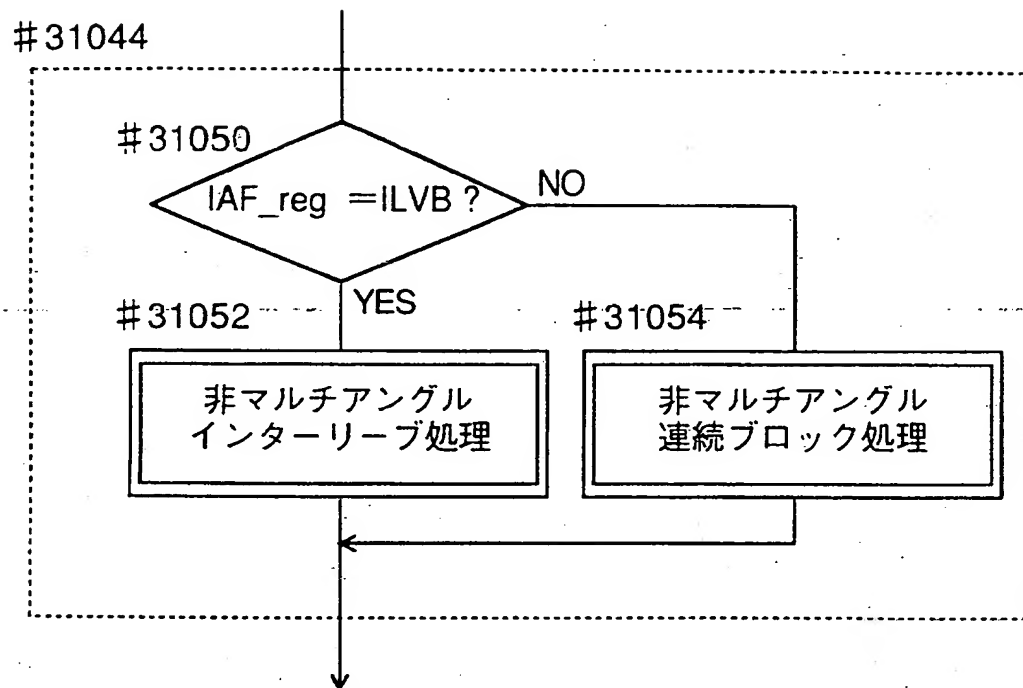 #31044
#31050
IAF_reg =ILVB ?
NO
YES
#31052
#31054
非マルチアングル
インターリーブ処理
非マルチアングル
連続ブロック処理